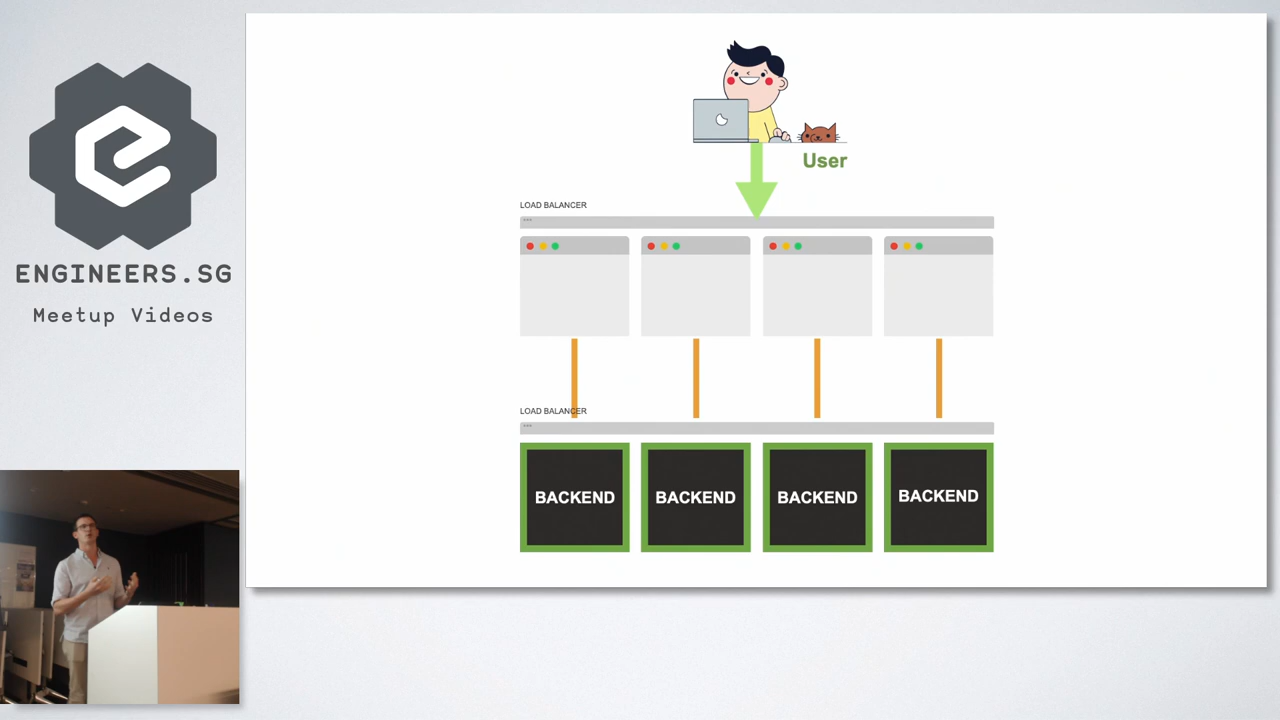 ENGINEERS.SG
Meetup Videos
User
LOAD BALANCER
LOAD BALANCER
BACKEND
BACKEND
BACKEND
BACKEND